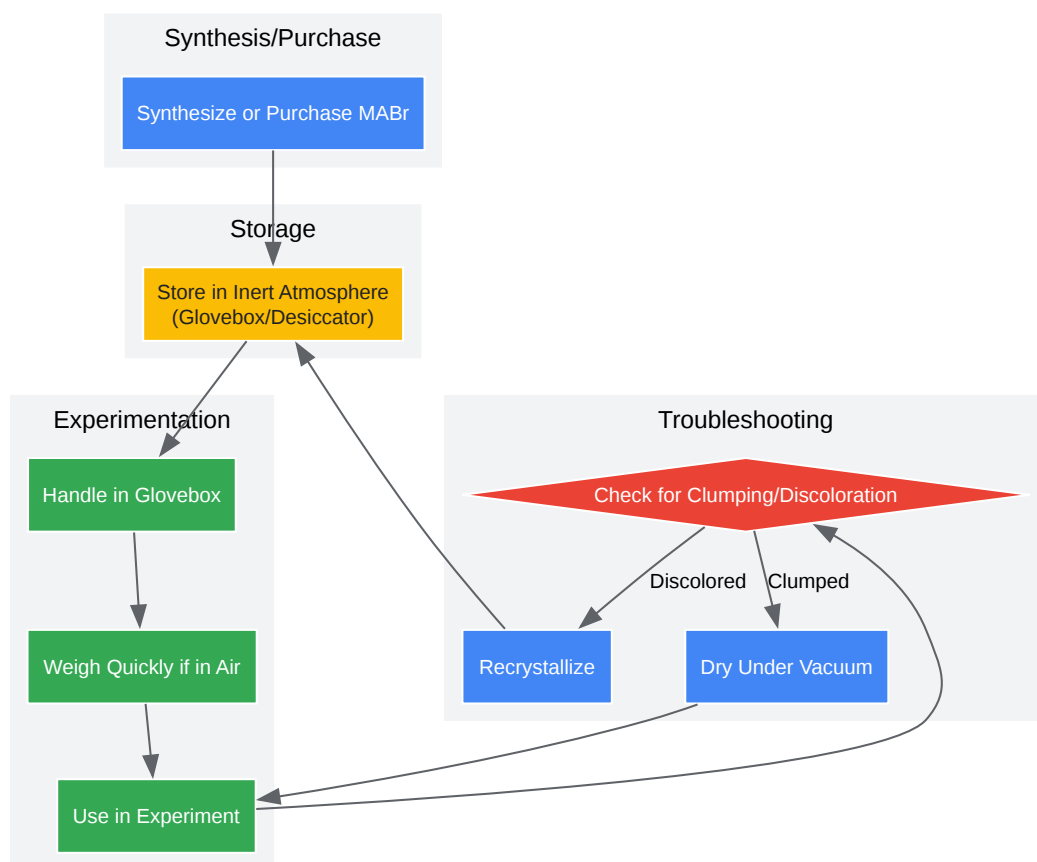 Synthesis/Purchase
Synthesize or Purchase MABr
Storage
Store in Inert Atmosphere
(Glovebox/Desiccator)
Experimentation
Handle in Glovebox
Weigh Quickly if in Air
Use in Experiment
Troubleshooting
Check for Clumping/Discoloration
Discolored
Clumped
Recrystallize
Dry Under Vacuum